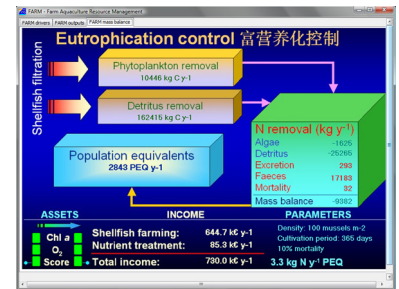 FARM - Farm Aquaculture Resource Management
FARM drivers FARM outputs FARM mass balance
Eutrophication control 富营养化控制
Shellfish filtration
Phytoplankton removal
10446 kg C y-1
Detritus removal
162415 kg C y-1
Population equivalents
2843 PEQ y-1
N removal (kg y-1)
Algae -1625
Detritus -25265
Excretion 293
Faeces 17183
Mortality 32
Mass balance -9382
ASSETS INCOME PARAMETERS
Chl a
O2
Score
Shellfish farming: 644.7 k€ y-1
Nutrient treatment: 85.3 k€ y-1
Total income: 730.0 k€ y-1
Density: 100 mussels m-2
Cultivation period: 365 days
10% mortality
3.3 kg N y-1 PEQ